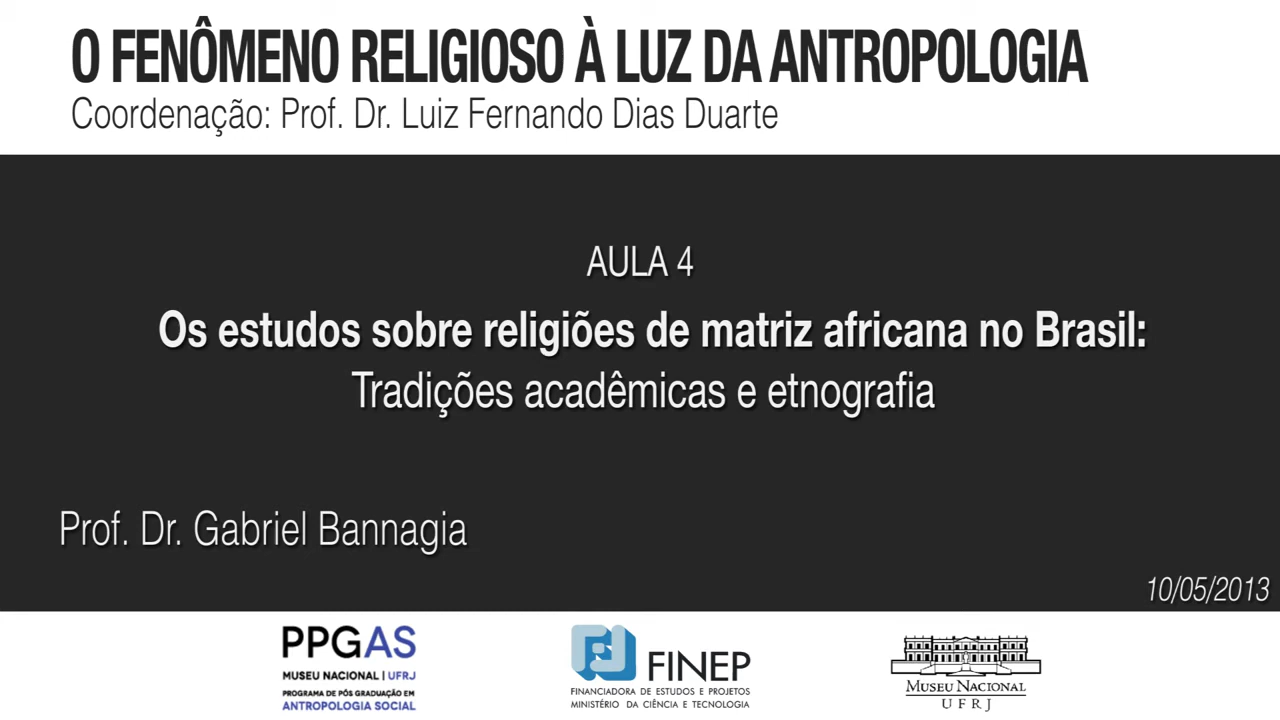 O FENÔMENO RELIGIOSO À LUZ DA ANTROPOLOGIA
Coordenação: Prof. Dr. Luiz Fernando Dias Duarte
AULA 4
Os estudos sobre religiões de matriz africana no Brasil:
Tradições acadêmicas e etnografia
Prof. Dr. Gabriel Bannagia
10/05/2013
PPGAS
MUSEU NACIONAL | UFRJ
PROGRAMA DE PÓS GRADUAÇÃO EM
ANTROPOLOGIA SOCIAL
FINEP
FINANCIADORA DE ESTUDOS E PROJETOS
MINISTÉRIO DA CIÊNCIA E TECNOLOGIA
MUSEU NACIONAL
UFRJ